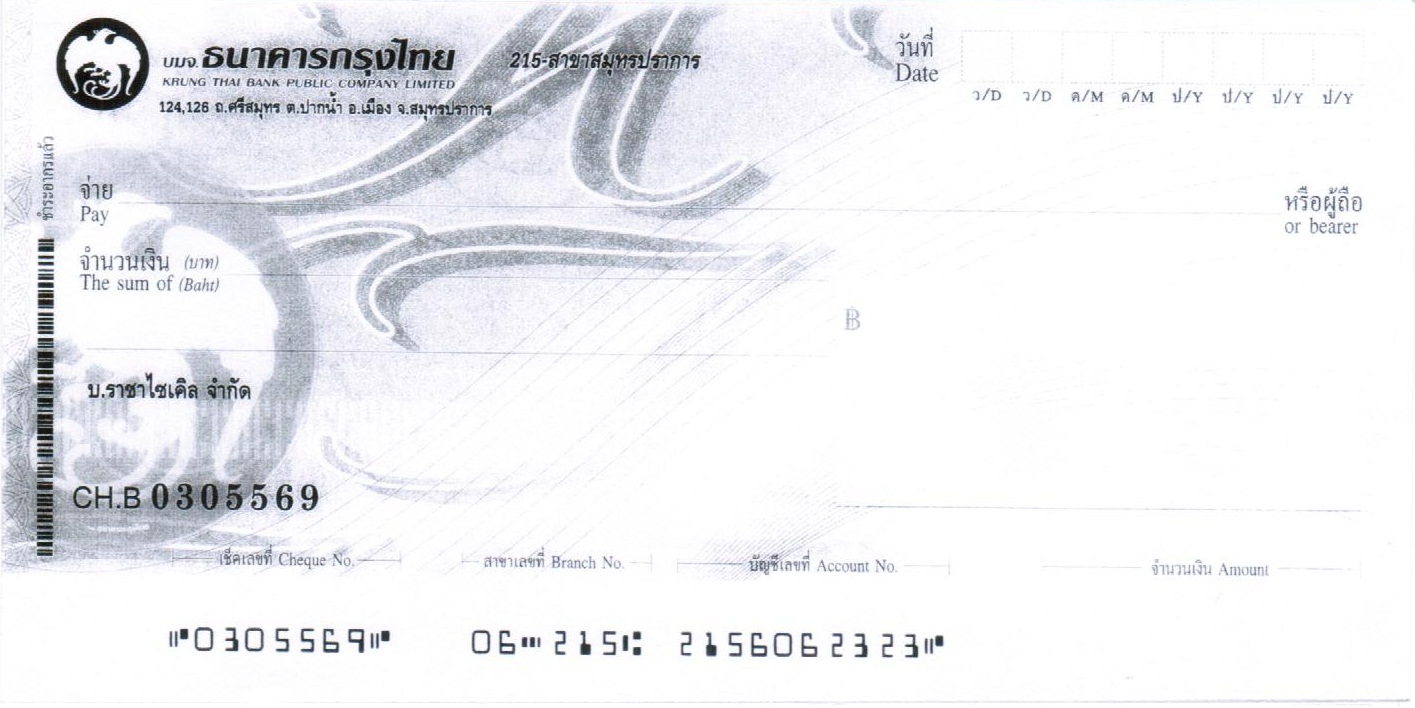 บมจ. ธนาคารกรุงไทย
KRUNG THAI BANK PUBLIC COMPANY LIMITED
124,126 ถ.ศรีสมุทร ต.ปากน้ำ อ.เมือง จ.สมุทรปราการ
215-สาขาสมุทรปราการ
วันที่
Date
ว/D ว/D ด/M ด/M ป/Y ป/Y ป/Y ป/Y
ชำระอากรแล้ว
จ่าย
Pay
หรือผู้ถือ
or bearer
จำนวนเงิน (บาท)
The sum of (Baht)
฿
บ.ราชาไซเคิล จำกัด
CH.B 0305569
เช็คเลขที่ Cheque No. สาขาเลขที่ Branch No. บัญชีเลขที่ Account No. จำนวนเงิน Amount
⑈0305569⑈ 06⑉215⑆ 2156062323⑈